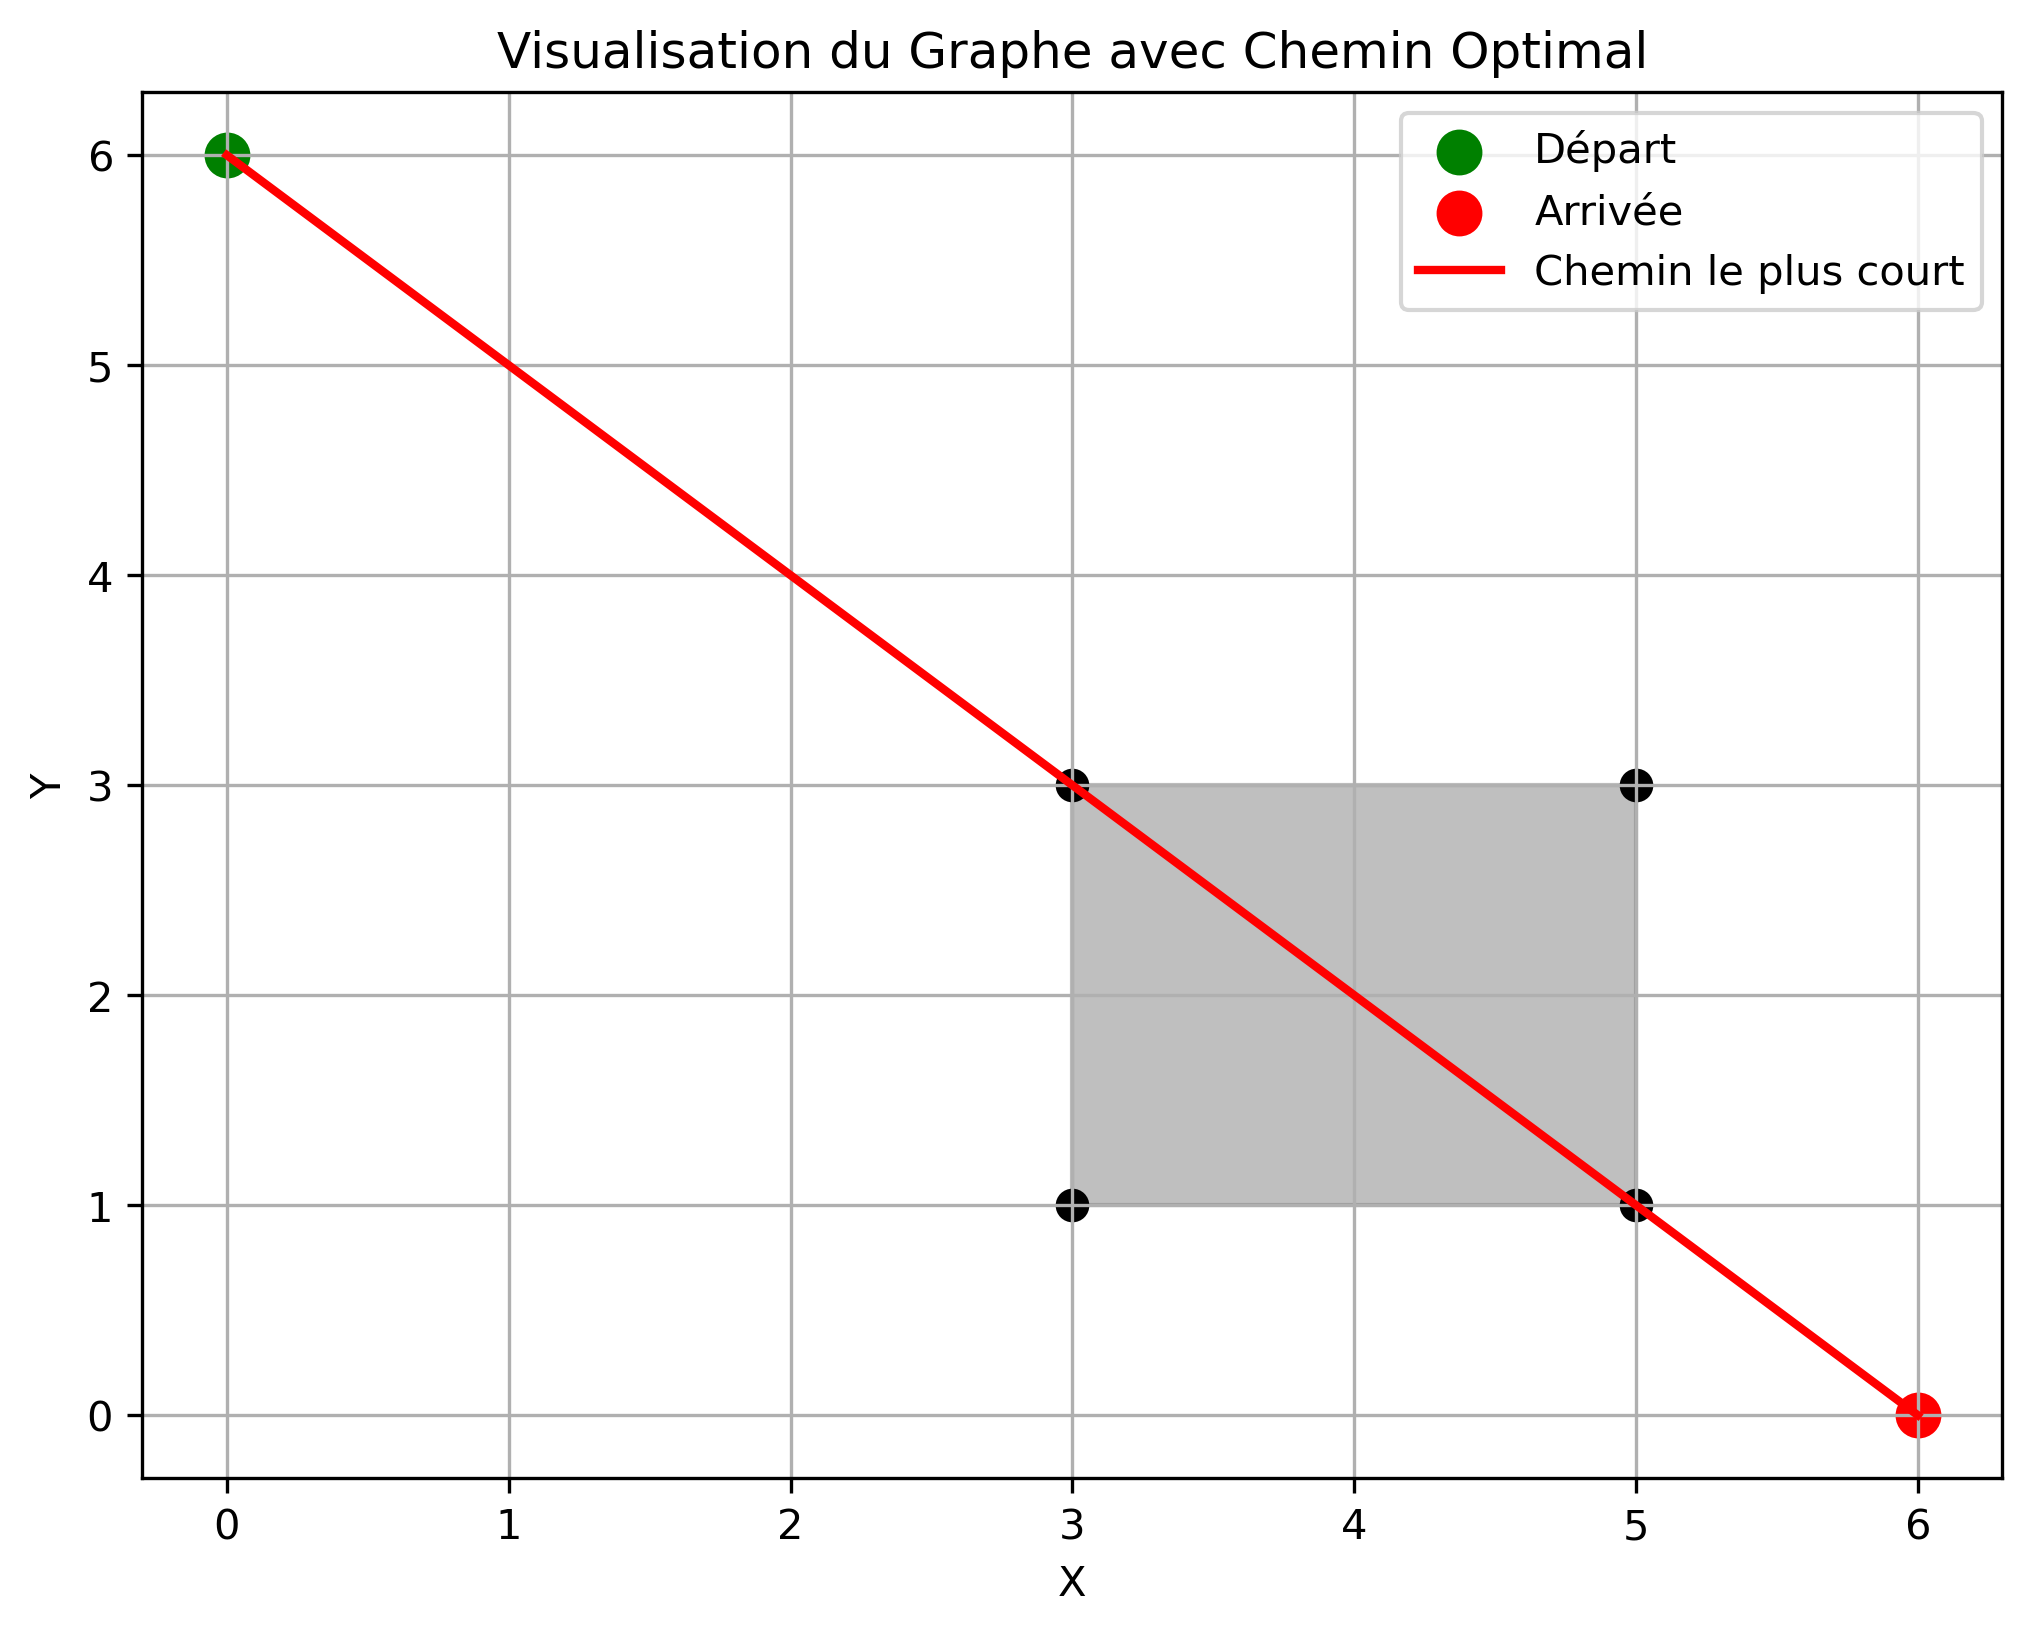 Visualisation du Graphe avec Chemin Optimal
Départ
Arrivée
Chemin le plus court
6
5
4
3
2
1
0
Y
0 1 2 3 4 5 6
X